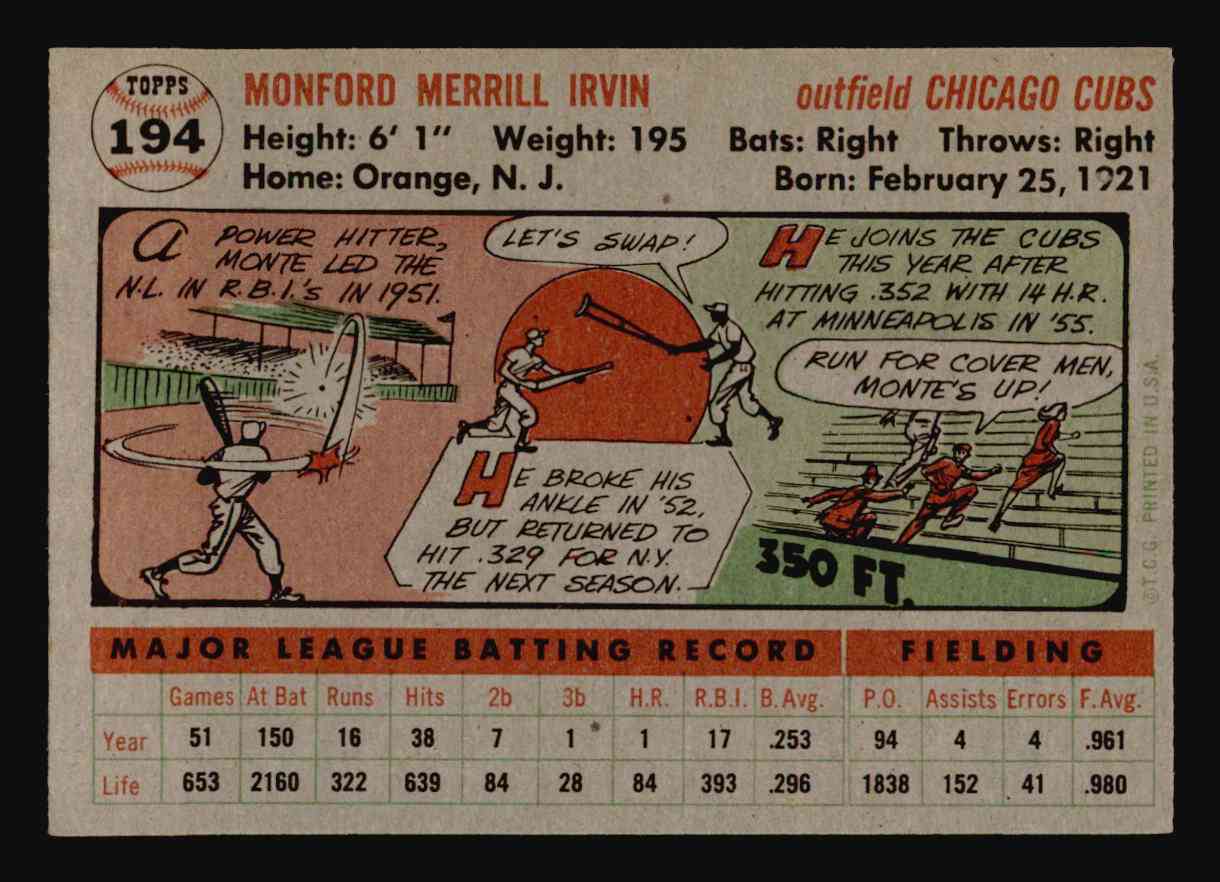 TOPPS
194
MONFORD MERRILL IRVIN
outfield CHICAGO CUBS
Height: 6' 1" Weight: 195 Bats: Right Throws: Right
Home: Orange, N. J. Born: February 25, 1921
A POWER HITTER,
MONTE LED THE
N.L. IN R.B.I.'s IN 1951.
LET'S SWAP!
HE BROKE HIS
ANKLE IN '52,
BUT RETURNED TO
HIT .329 FOR N.Y.
THE NEXT SEASON.
HE JOINS THE CUBS
THIS YEAR AFTER
HITTING .352 WITH 14 H.R.
AT MINNEAPOLIS IN '55.
RUN FOR COVER MEN,
MONTE'S UP!
350 FT.
©T.C.G. PRINTED IN U.S.A.
MAJOR LEAGUE BATTING RECORD FIELDING
Games At Bat Runs Hits 2b 3b H.R. R.B.I. B. Avg. P.O. Assists Errors F. Avg.
Year 51 150 16 38 7 1 1 17 .253 94 4 4 .961
Life 653 2160 322 639 84 28 84 393 .296 1838 152 41 .980